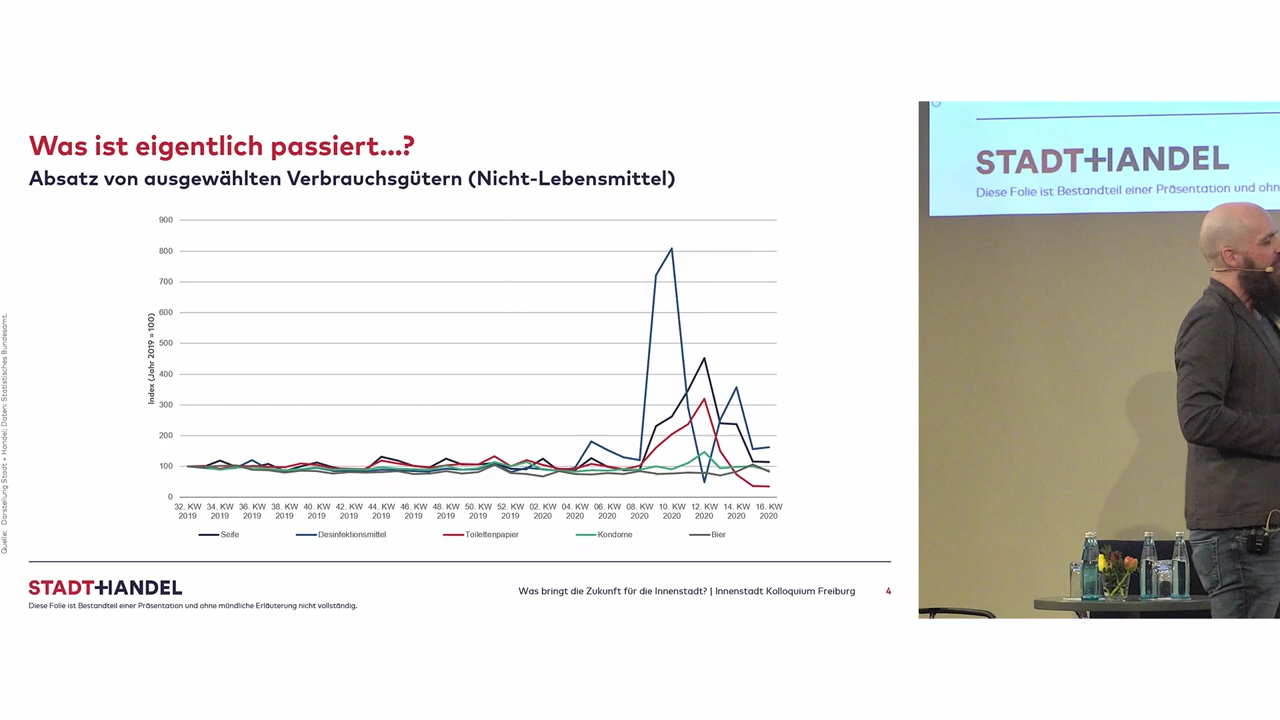 Was ist eigentlich passiert...?
Absatz von ausgewählten Verbrauchsgütern (Nicht-Lebensmittel)
900
800
700
600
500
400
300
200
100
0
Index (Jahr 2019 = 100)
32. KW 34. KW 36. KW 38. KW 40. KW 42. KW 44. KW 46. KW 48. KW 50. KW 52. KW 02. KW 04. KW 06. KW 08. KW 10. KW 12. KW 14. KW 16. KW
2019 2019 2019 2019 2019 2019 2019 2019 2019 2019 2019 2020 2020 2020 2020 2020 2020 2020 2020
Seife Desinfektionsmittel Toilettenpapier Kondome Bier
Quelle: Darstellung Stadt + Handel; Daten: Statistisches Bundesamt.
STADT+HANDEL
Diese Folie ist Bestandteil einer Präsentation und ohne mündliche Erläuterung nicht vollständig.
Was bringt die Zukunft für die Innenstadt? | Innenstadt Kolloquium Freiburg 4
STADT+HANDEL
Diese Folie ist Bestandteil einer Präsentation und ohn